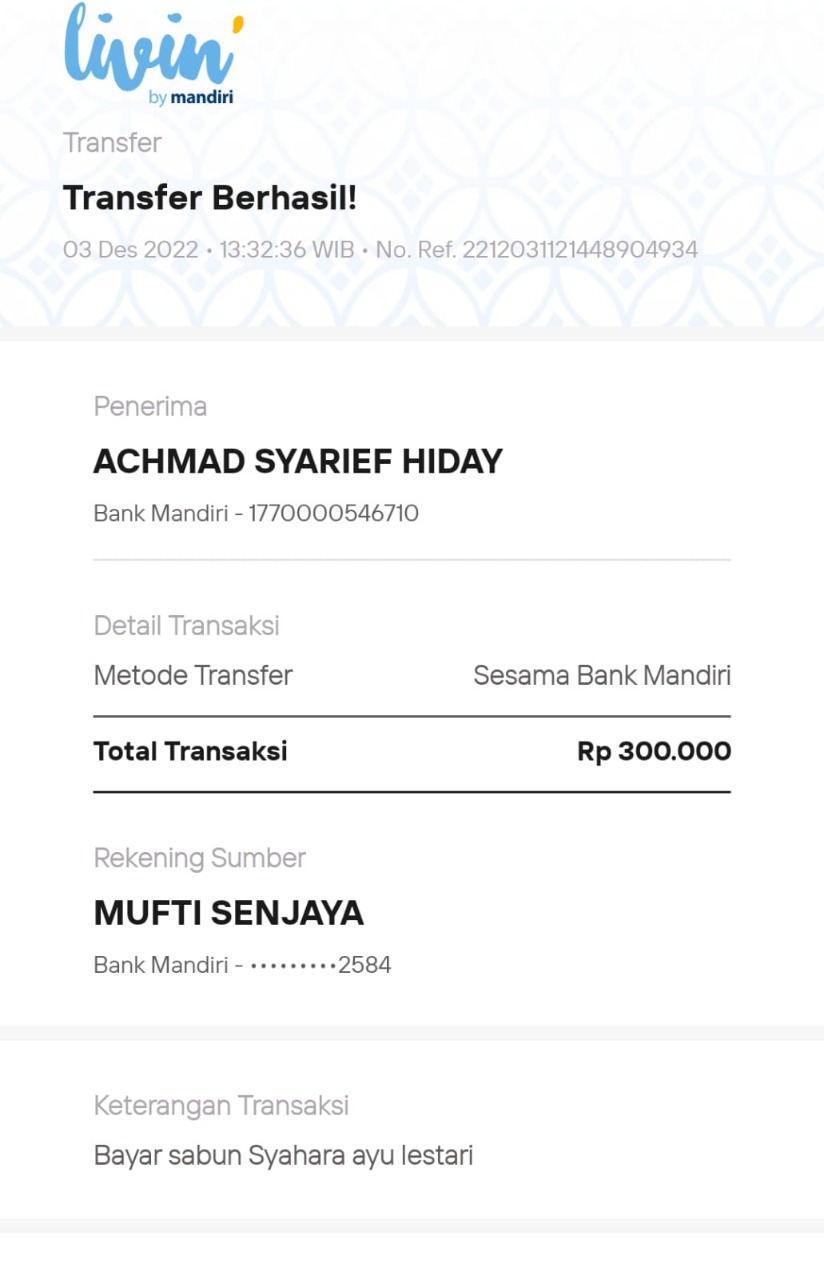 livin'
by mandiri
Transfer
Transfer Berhasil!
03 Des 2022 • 13:32:36 WIB • No. Ref. 2212031121448904934
Penerima
ACHMAD SYARIEF HIDAY
Bank Mandiri - 1770000546710
Detail Transaksi
Metode Transfer Sesama Bank Mandiri
Total Transaksi Rp 300.000
Rekening Sumber
MUFTI SENJAYA
Bank Mandiri - •••••••••2584
Keterangan Transaksi
Bayar sabun Syahara ayu lestari